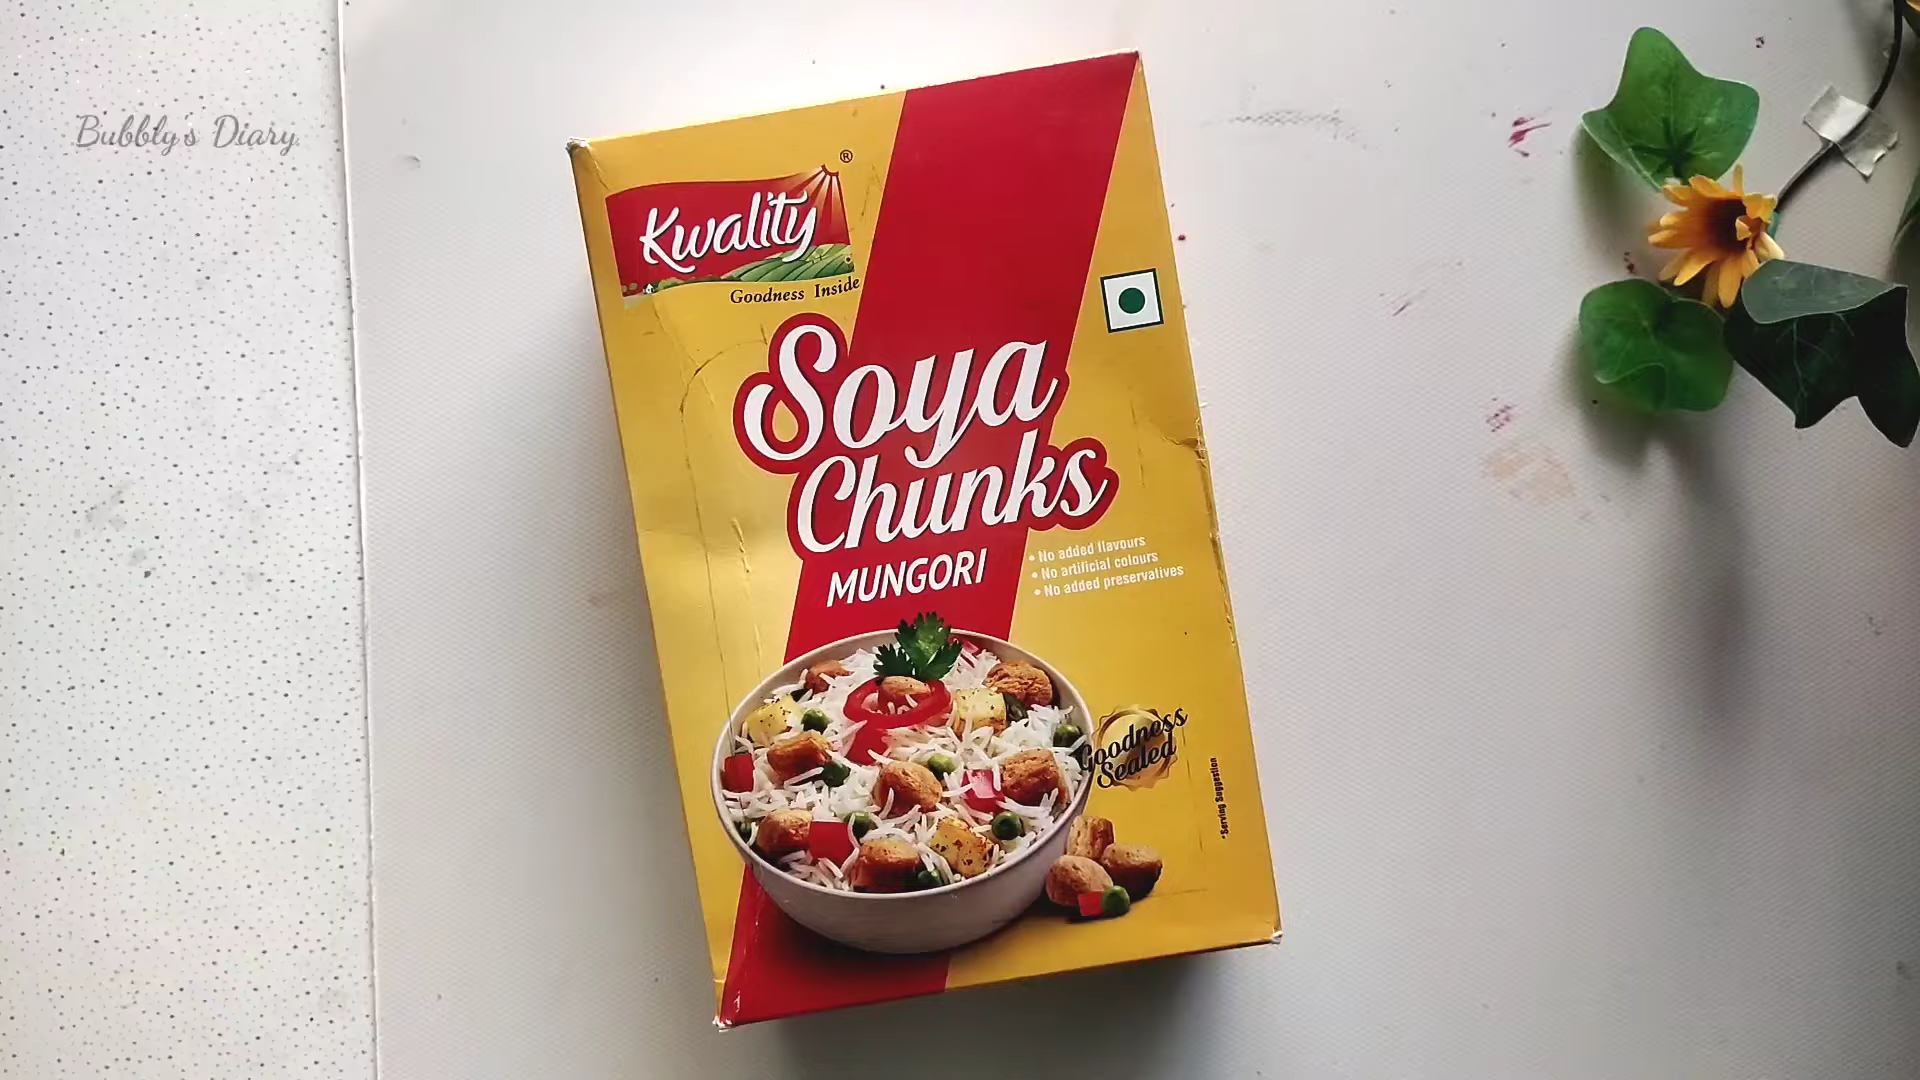 Bubbly's Diary
Kwality®
Goodness Inside
Soya
Chunks
MUNGORI
• No added flavours
• No artificial colours
• No added preservatives
Goodness
Sealed
*Serving Suggestion